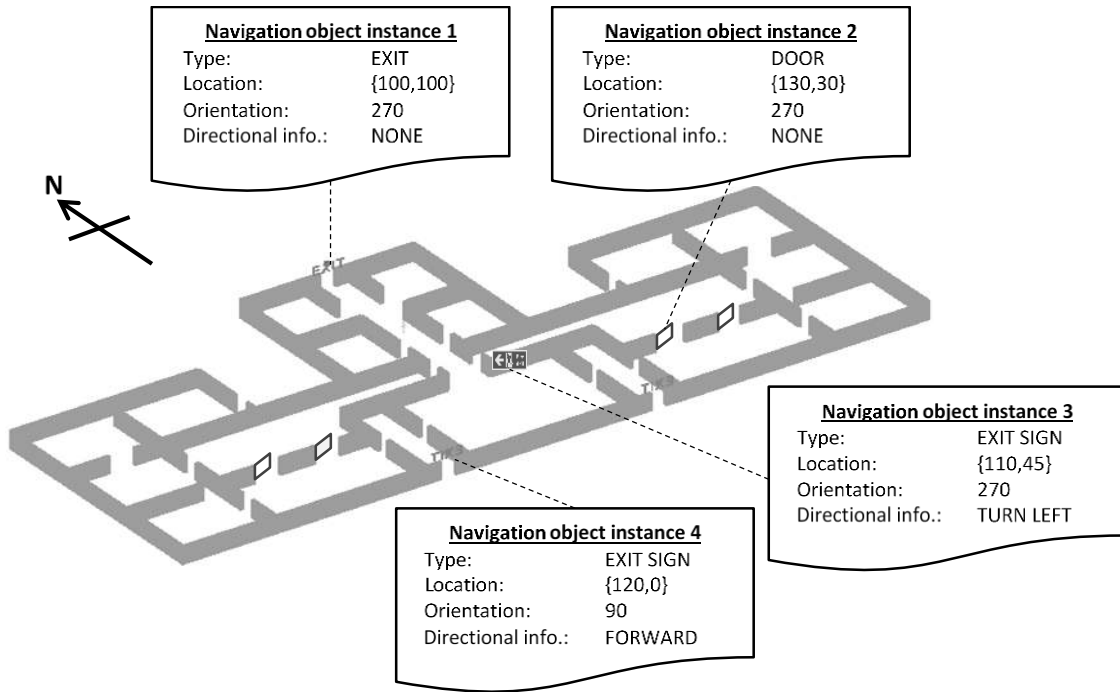 Navigation object instance 1
Type: EXIT
Location: {100,100}
Orientation: 270
Directional info.: NONE
Navigation object instance 2
Type: DOOR
Location: {130,30}
Orientation: 270
Directional info.: NONE
N
EXIT
EXIT
EXIT
Navigation object instance 3
Type: EXIT SIGN
Location: {110,45}
Orientation: 270
Directional info.: TURN LEFT
Navigation object instance 4
Type: EXIT SIGN
Location: {120,0}
Orientation: 90
Directional info.: FORWARD